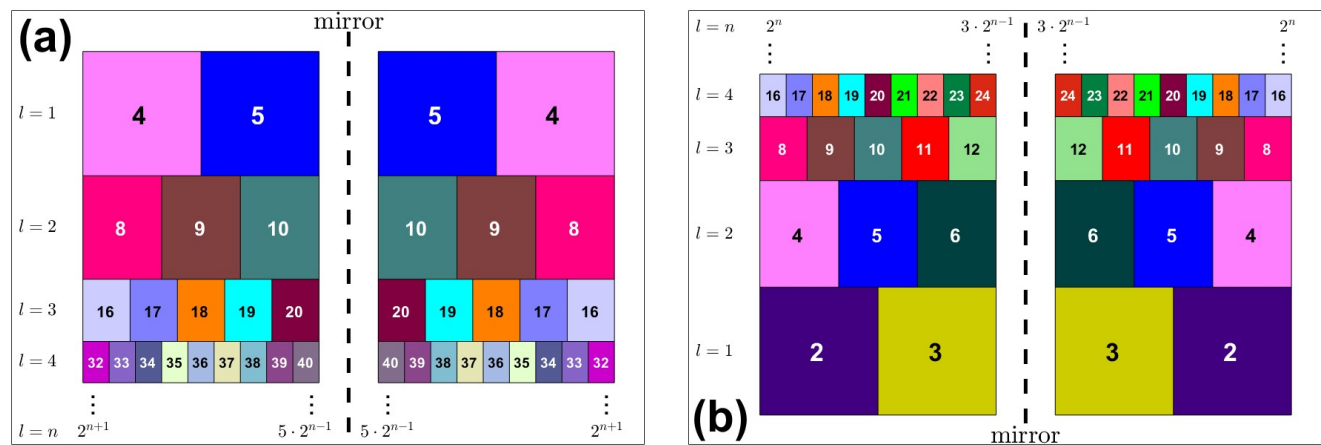 (a)
mirror
l = 1
4 5
5 4
l = 2
8 9 10
10 9 8
l = 3
16 17 18 19 20
20 19 18 17 16
l = 4
32 33 34 35 36 37 38 39 40
40 39 38 37 36 35 34 33 32
⋮ ⋮ ⋮ ⋮
l = n 2^{n+1} 5 · 2^{n−1} 5 · 2^{n−1} 2^{n+1}
l = n 2^n 3 · 2^{n−1} 3 · 2^{n−1} 2^n
⋮ ⋮ ⋮ ⋮
l = 4
16 17 18 19 20 21 22 23 24
24 23 22 21 20 19 18 17 16
l = 3
8 9 10 11 12
12 11 10 9 8
l = 2
4 5 6
6 5 4
l = 1
2 3
3 2
(b)
mirror